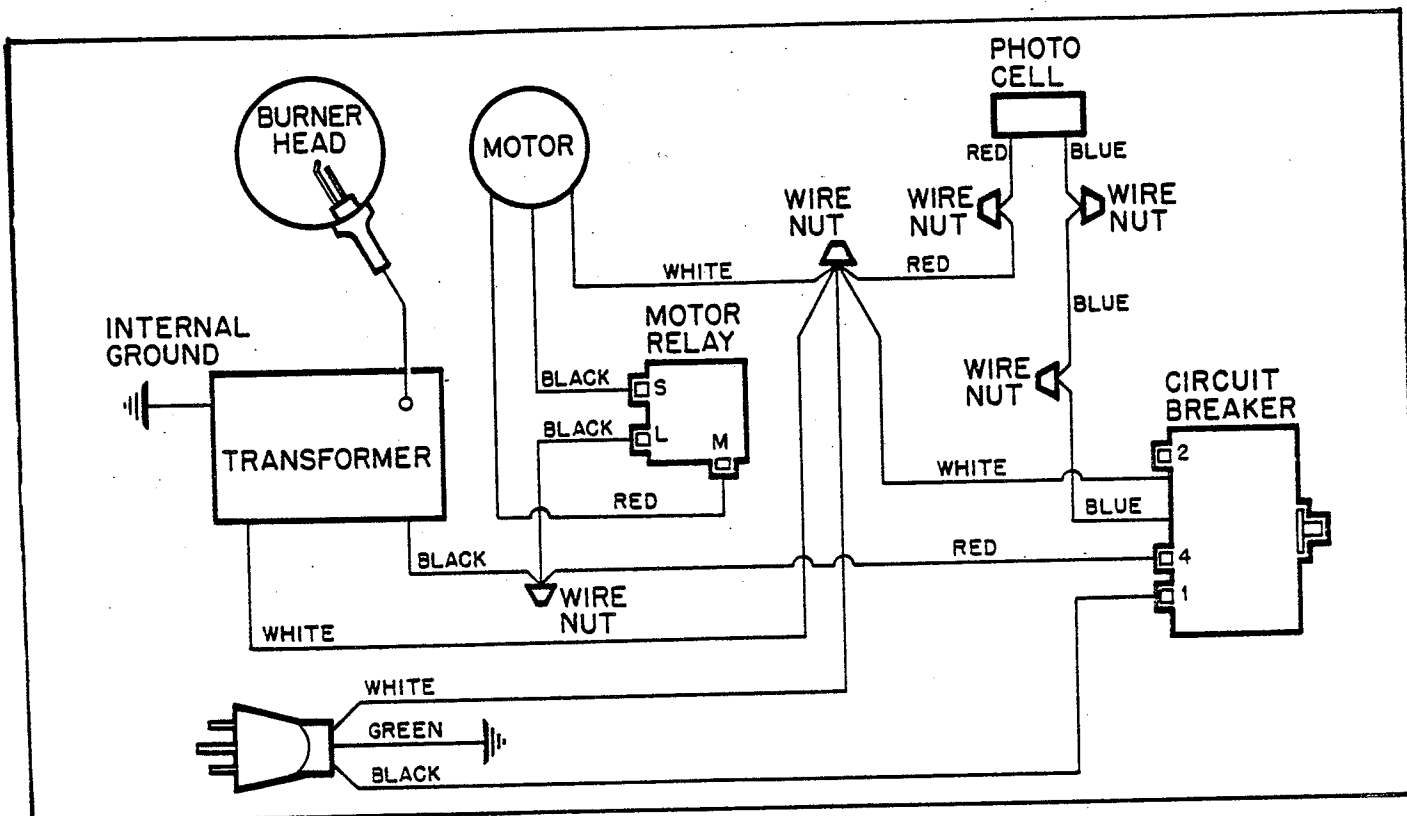 PHOTO
CELL
BURNER
HEAD
MOTOR
RED
BLUE
WIRE
NUT
WIRE
NUT
WIRE
NUT
WHITE
RED
BLUE
INTERNAL
GROUND
MOTOR
RELAY
WIRE
NUT
CIRCUIT
BREAKER
BLACK
S
BLACK
L
M
TRANSFORMER
2
WHITE
RED
BLUE
BLACK
RED
4
1
WIRE
NUT
WHITE
WHITE
GREEN
BLACK